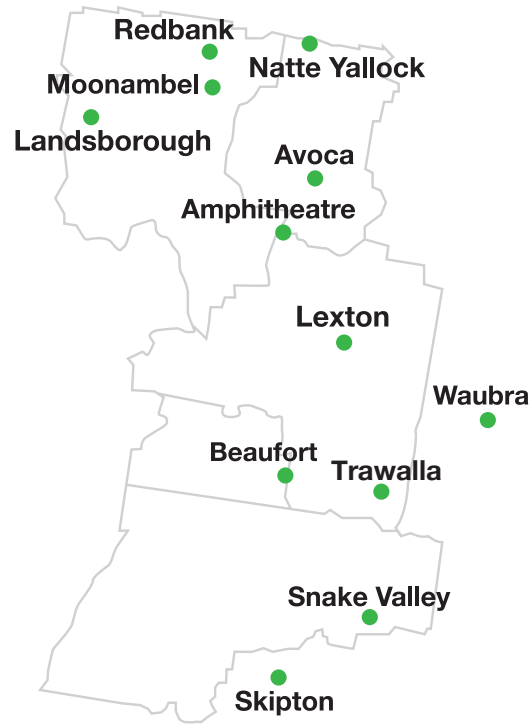 Redbank
Natte Yallock
Moonambel
Landsborough
Avoca
Amphitheatre
Lexton
Waubra
Beaufort
Trawalla
Snake Valley
Skipton